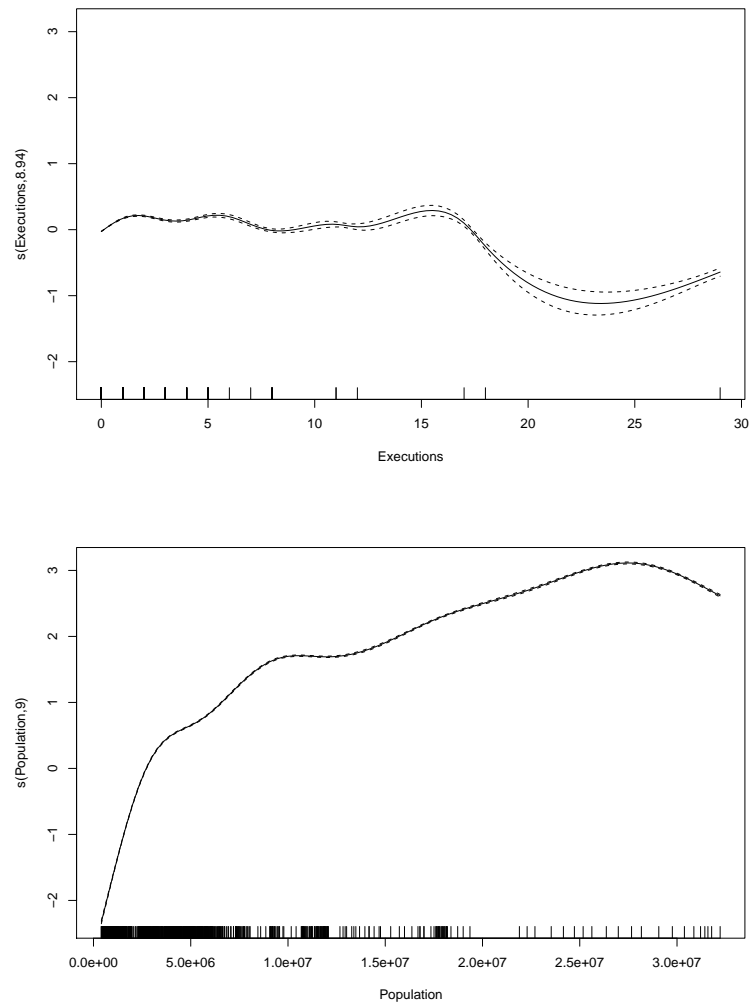 3
2
1
0
−1
−2
s(Executions,8.94)
0 5 10 15 20 25 30
Executions
3
2
1
0
−1
−2
s(Population,9)
0.0e+00 5.0e+06 1.0e+07 1.5e+07 2.0e+07 2.5e+07 3.0e+07
Population